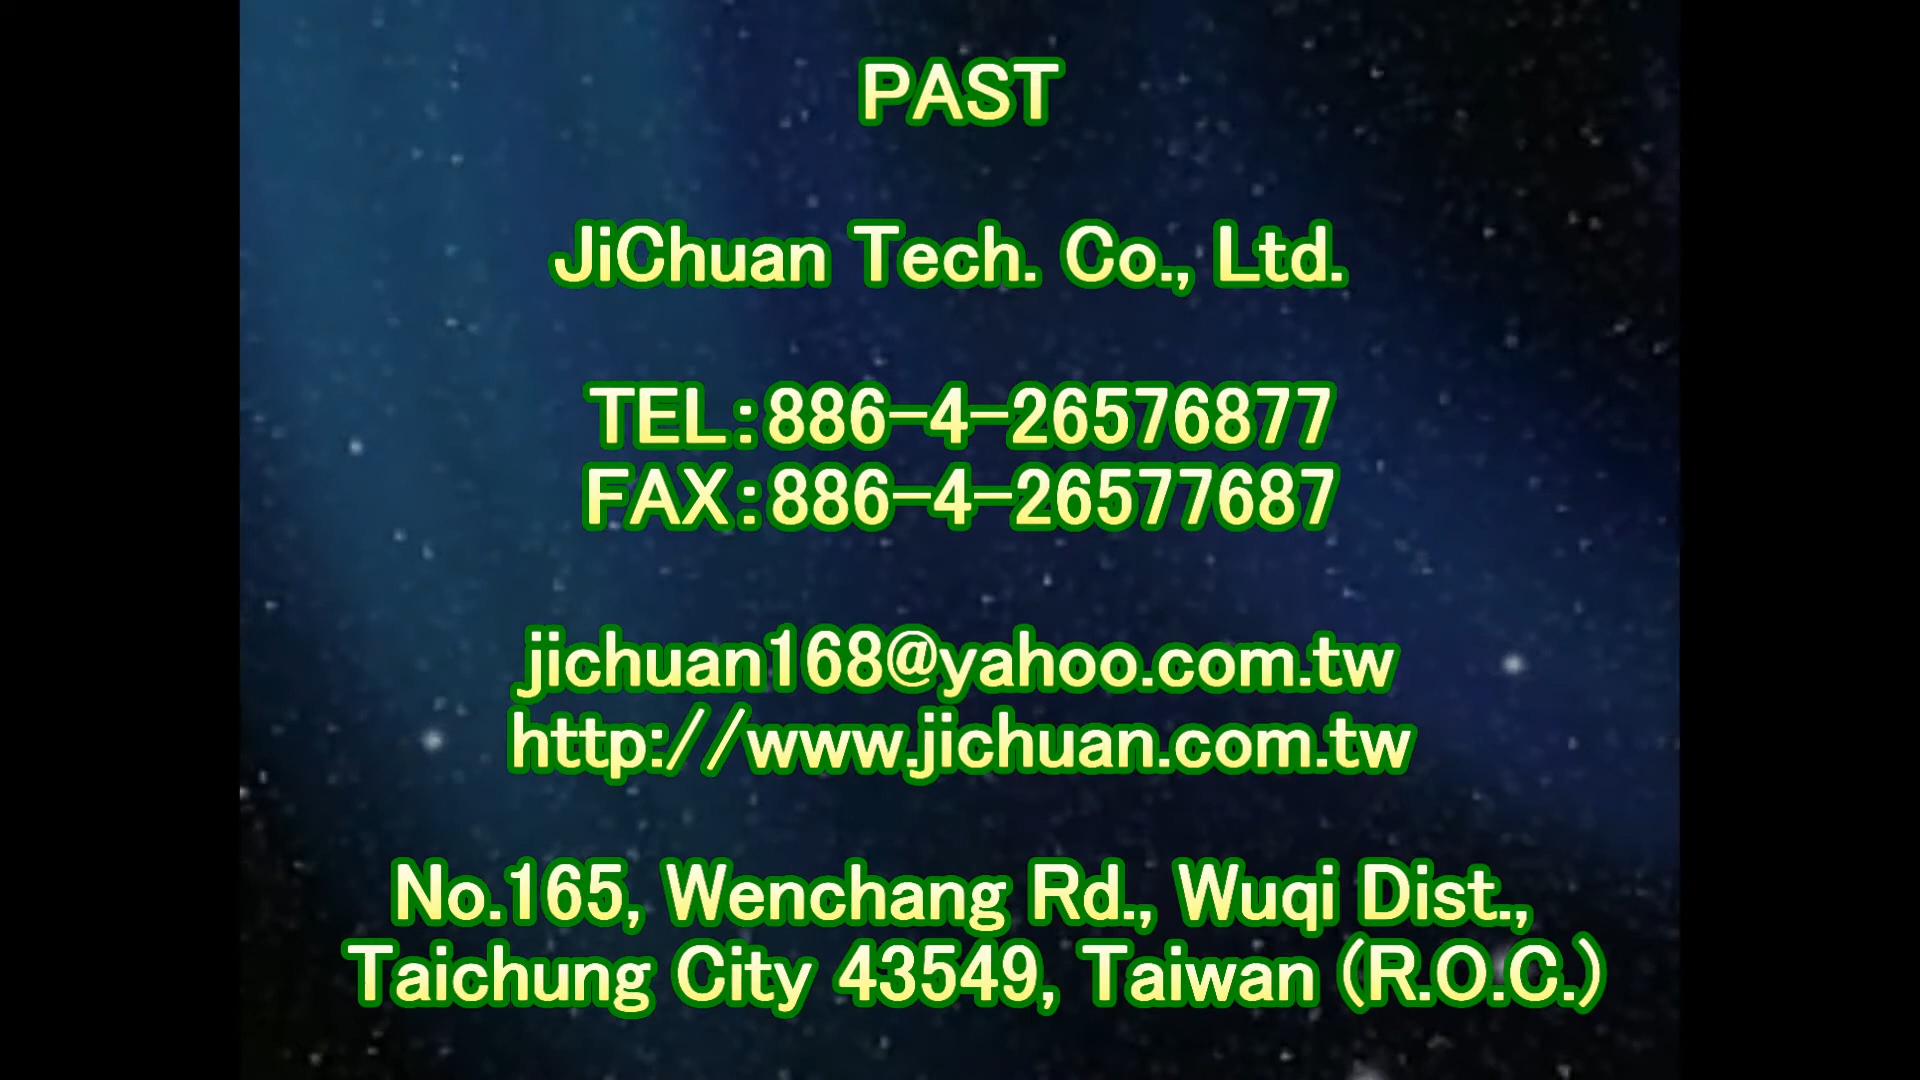 PAST
JiChuan Tech. Co., Ltd.
TEL:886-4-26576877
FAX:886-4-26577687
jichuan168@yahoo.com.tw
http://www.jichuan.com.tw
No.165, Wenchang Rd., Wuqi Dist.,
Taichung City 43549, Taiwan (R.O.C.)